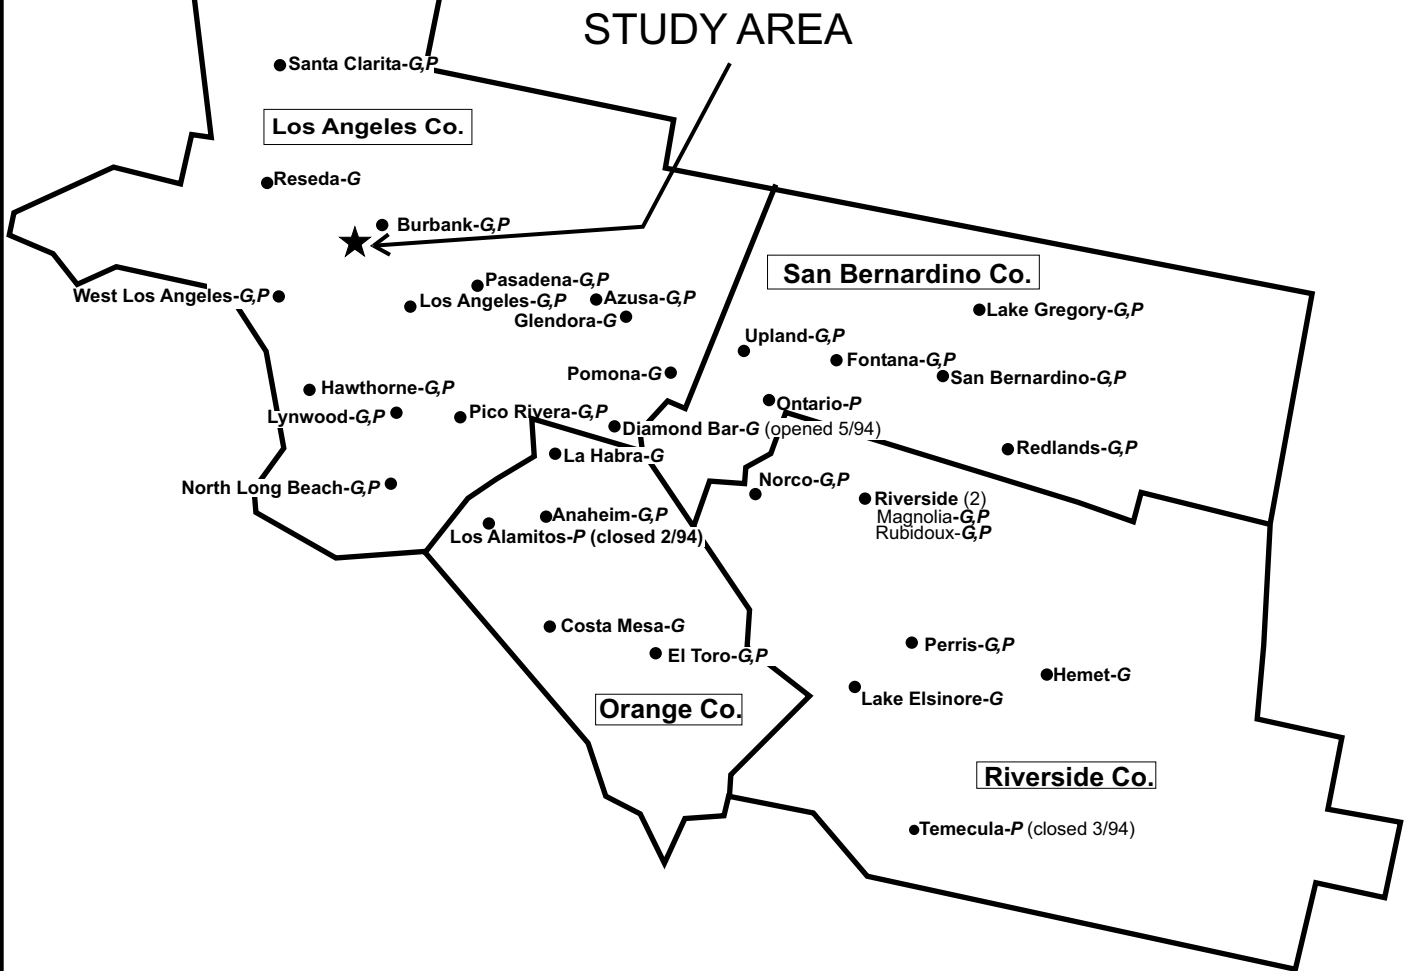 STUDY AREA
Santa Clarita-G,P
Los Angeles Co.
Reseda-G
Burbank-G,P
San Bernardino Co.
Pasadena-G,P
West Los Angeles-G,P
Los Angeles-G,P
Azusa-G,P
Lake Gregory-G,P
Glendora-G
Upland-G,P
Fontana-G,P
Pomona-G
San Bernardino-G,P
Hawthorne-G,P
Ontario-P
Lynwood-G,P
Pico Rivera-G,P
Diamond Bar-G (opened 5/94)
Redlands-G,P
La Habra-G
Norco-G,P
North Long Beach-G,P
Riverside (2)
Magnolia-G,P
Rubidoux-G,P
Anaheim-G,P
Los Alamitos-P (closed 2/94)
Costa Mesa-G
El Toro-G,P
Perris-G,P
Hemet-G
Lake Elsinore-G
Orange Co.
Riverside Co.
Temecula-P (closed 3/94)